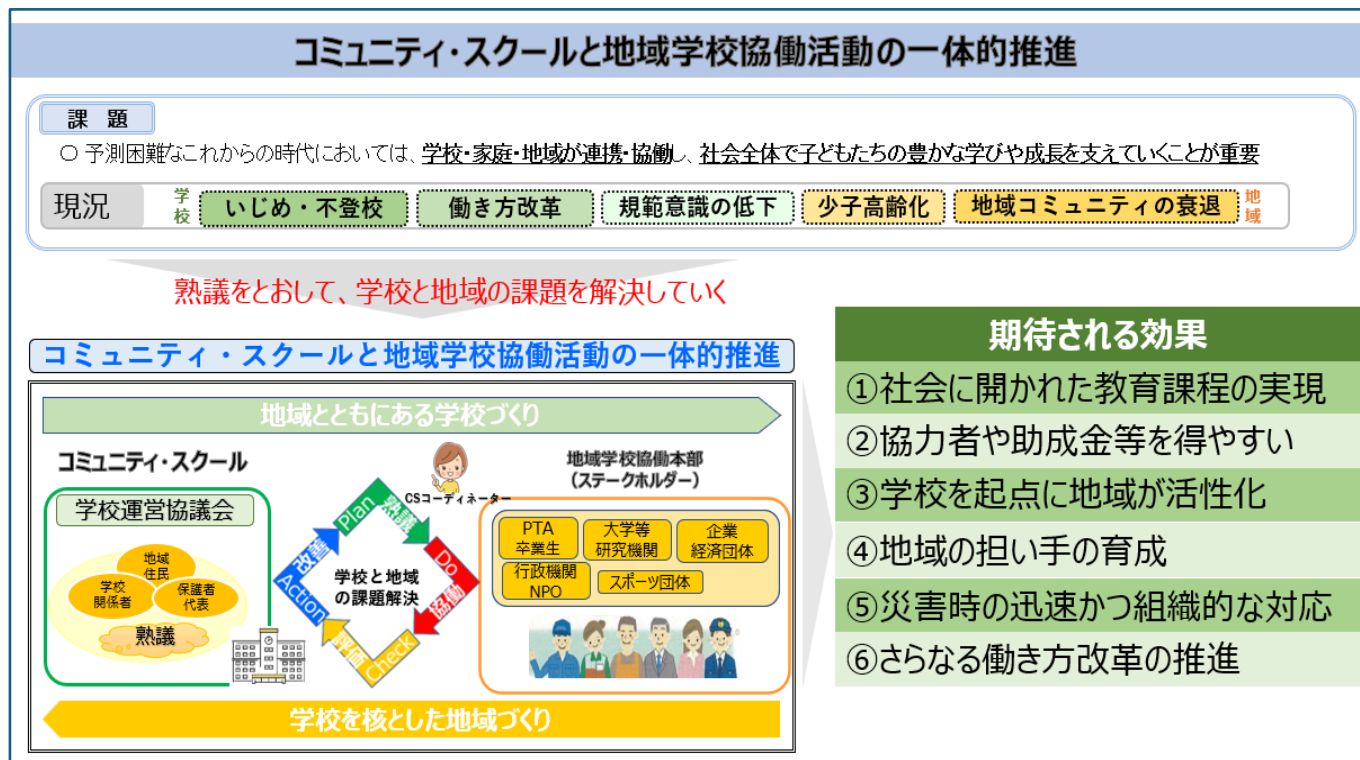 コミュニティ・スクールと地域学校協働活動の一体的推進
課 題
○ 予測困難なこれからの時代においては、学校・家庭・地域が連携・協働し、社会全体で子どもたちの豊かな学びや成長を支えていくことが重要
現況
学校
いじめ・不登校
働き方改革
規範意識の低下
少子高齢化
地域コミュニティの衰退
地域
熟議をとおして、学校と地域の課題を解決していく
コミュニティ・スクールと地域学校協働活動の一体的推進
地域とともにある学校づくり
コミュニティ・スクール
学校運営協議会
地域
住民
学校
関係者
保護者
代表
熟議
CSコーディネーター
Plan
熟議
Do
協働
Check
評価
Action
改善
学校と地域
の課題解決
地域学校協働本部
（ステークホルダー）
PTA
卒業生
大学等
研究機関
企業
経済団体
行政機関
NPO
スポーツ団体
学校を核とした地域づくり
期待される効果
①社会に開かれた教育課程の実現
②協力者や助成金等を得やすい
③学校を起点に地域が活性化
④地域の担い手の育成
⑤災害時の迅速かつ組織的な対応
⑥さらなる働き方改革の推進